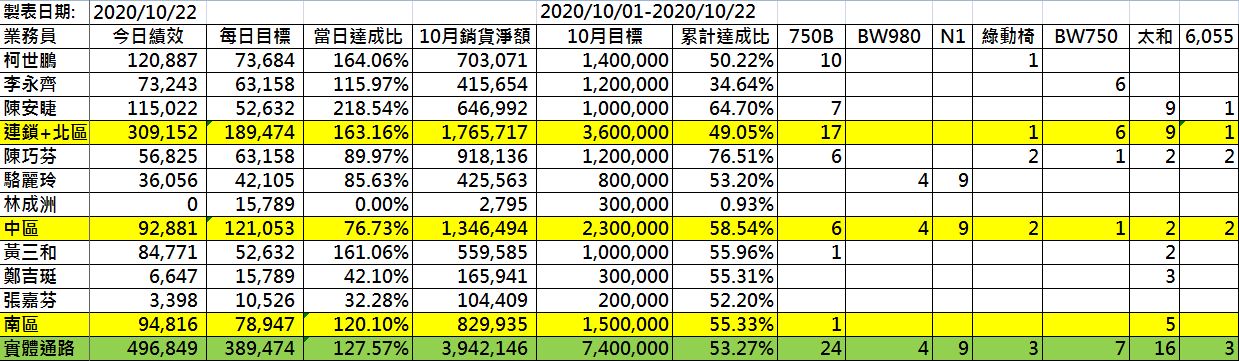 製表日期: 2020/10/22 2020/10/01-2020/10/22
業務員 今日績效 每日目標 當日達成比 10月銷貨淨額 10月目標 累計達成比 750B BW980 N1 綠動椅 BW750 太和 6,055
柯世鵬 120,887 73,684 164.06% 703,071 1,400,000 50.22% 10 1
李永齊 73,243 63,158 115.97% 415,654 1,200,000 34.64% 6
陳安睫 115,022 52,632 218.54% 646,992 1,000,000 64.70% 7 9 1
連鎖+北區 309,152 189,474 163.16% 1,765,717 3,600,000 49.05% 17 1 6 9 1
陳巧芬 56,825 63,158 89.97% 918,136 1,200,000 76.51% 6 2 1 2 2
駱麗玲 36,056 42,105 85.63% 425,563 800,000 53.20% 4 9
林成洲 0 15,789 0.00% 2,795 300,000 0.93%
中區 92,881 121,053 76.73% 1,346,494 2,300,000 58.54% 6 4 9 2 1 2 2
黃三和 84,771 52,632 161.06% 559,585 1,000,000 55.96% 1 2
鄭吉珽 6,647 15,789 42.10% 165,941 300,000 55.31% 3
張嘉芬 3,398 10,526 32.28% 104,409 200,000 52.20%
南區 94,816 78,947 120.10% 829,935 1,500,000 55.33% 1 5
實體通路 496,849 389,474 127.57% 3,942,146 7,400,000 53.27% 24 4 9 3 7 16 3